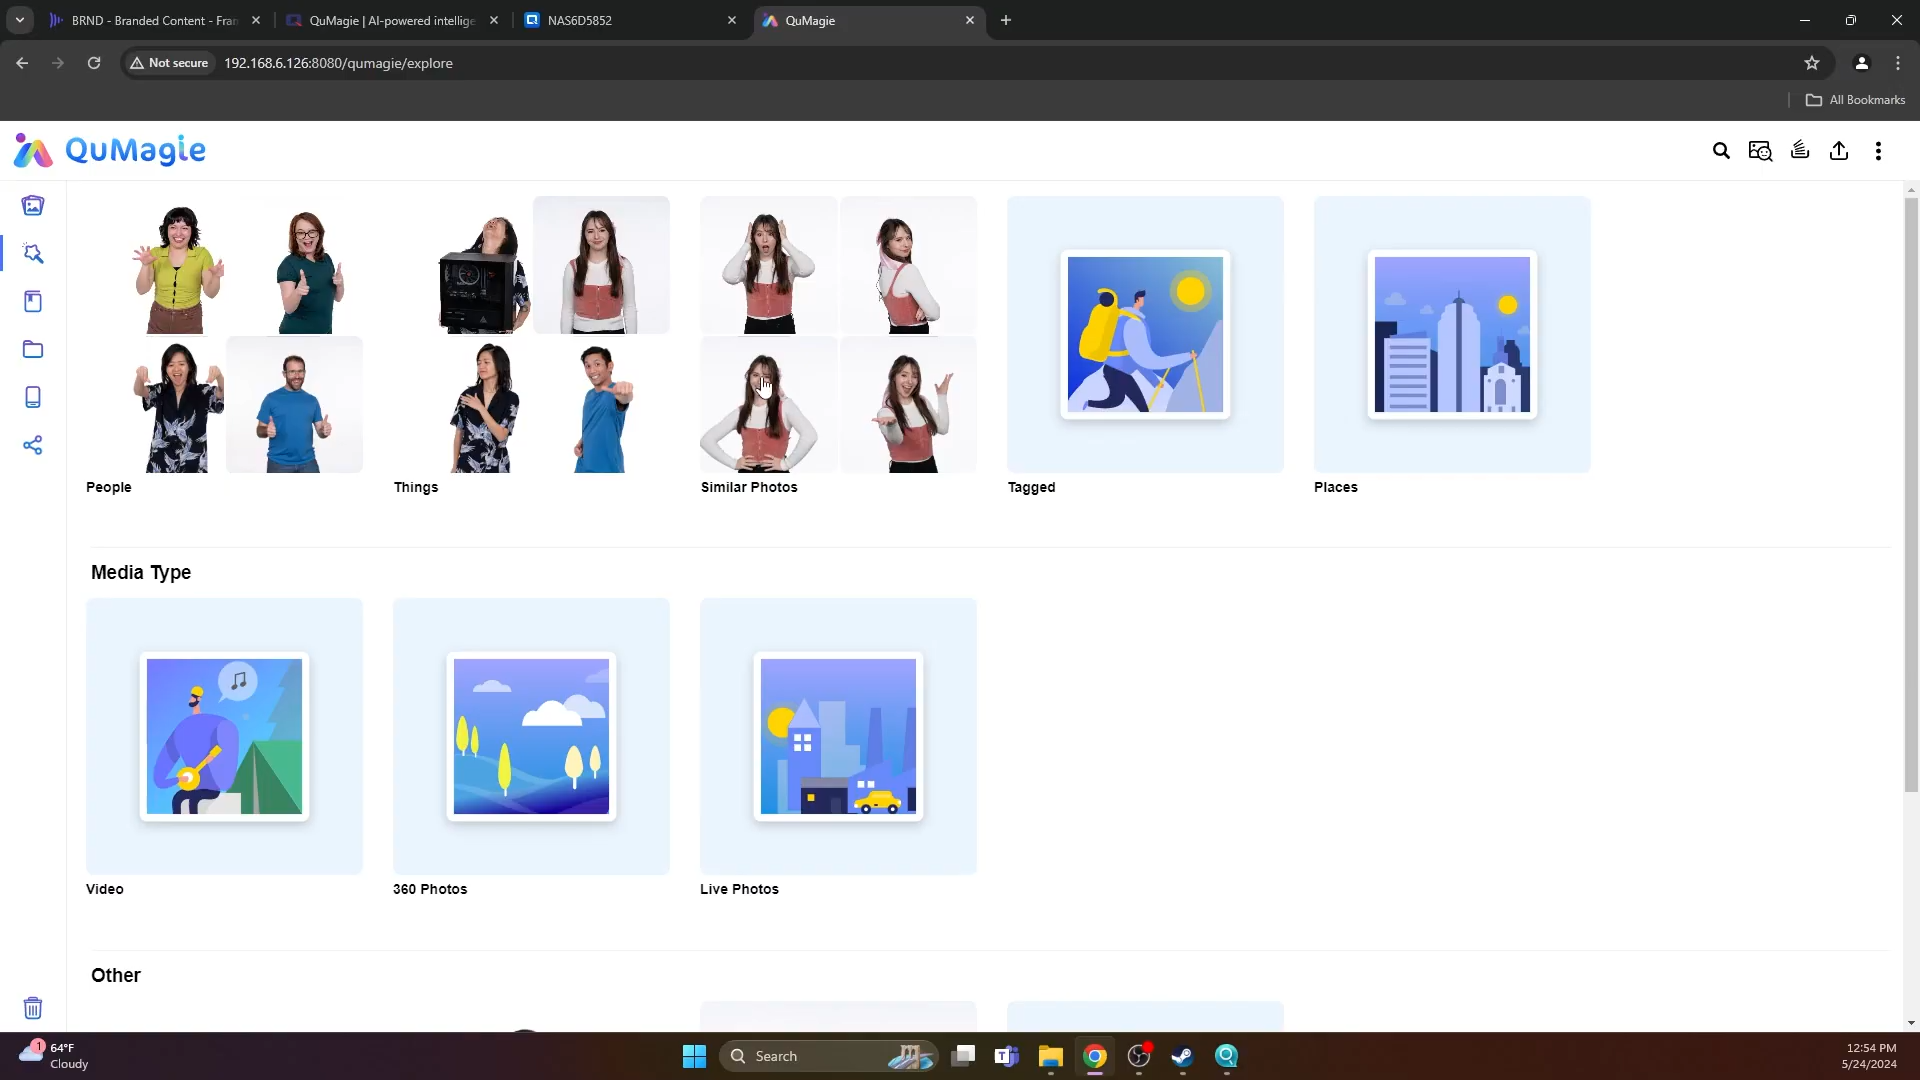 BRND - Branded Content - Fran
QuMagie | AI-powered intellige
NAS6D5852
QuMagie
Not secure
192.168.6.126:8080/qumagie/explore
All Bookmarks
QuMagie
People
Things
Similar Photos
Tagged
Places
Media Type
Video
360 Photos
Live Photos
Other
1
64°F
Cloudy
Search
12:54 PM
5/24/2024